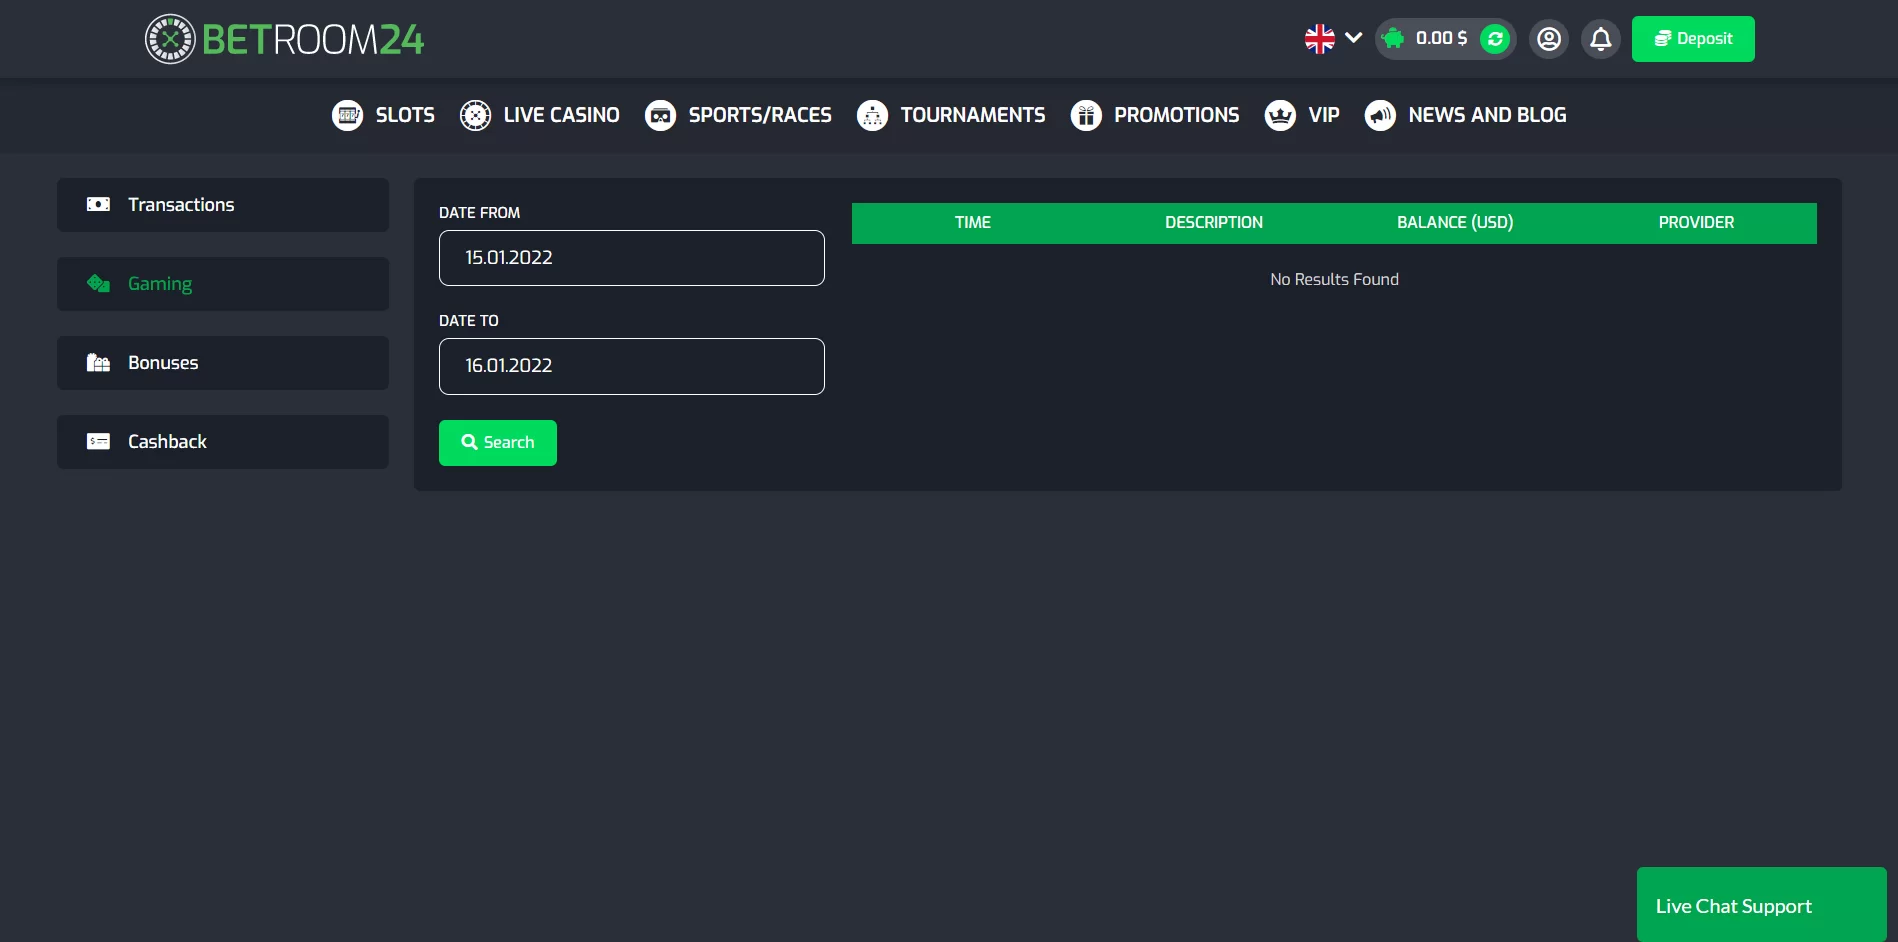 BETROOM24
0.00 $
Deposit
SLOTS
LIVE CASINO
SPORTS/RACES
TOURNAMENTS
PROMOTIONS
VIP
NEWS AND BLOG
Transactions
Gaming
Bonuses
Cashback
DATE FROM
15.01.2022
DATE TO
16.01.2022
Search
TIME
DESCRIPTION
BALANCE (USD)
PROVIDER
No Results Found
Live Chat Support